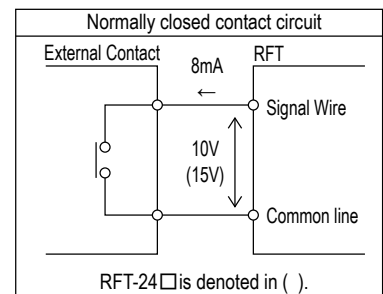 Normally closed contact circuit
External Contact
8mA
RFT
←
Signal Wire
10V
(15V)
Common line
RFT-24□is denoted in ( ).